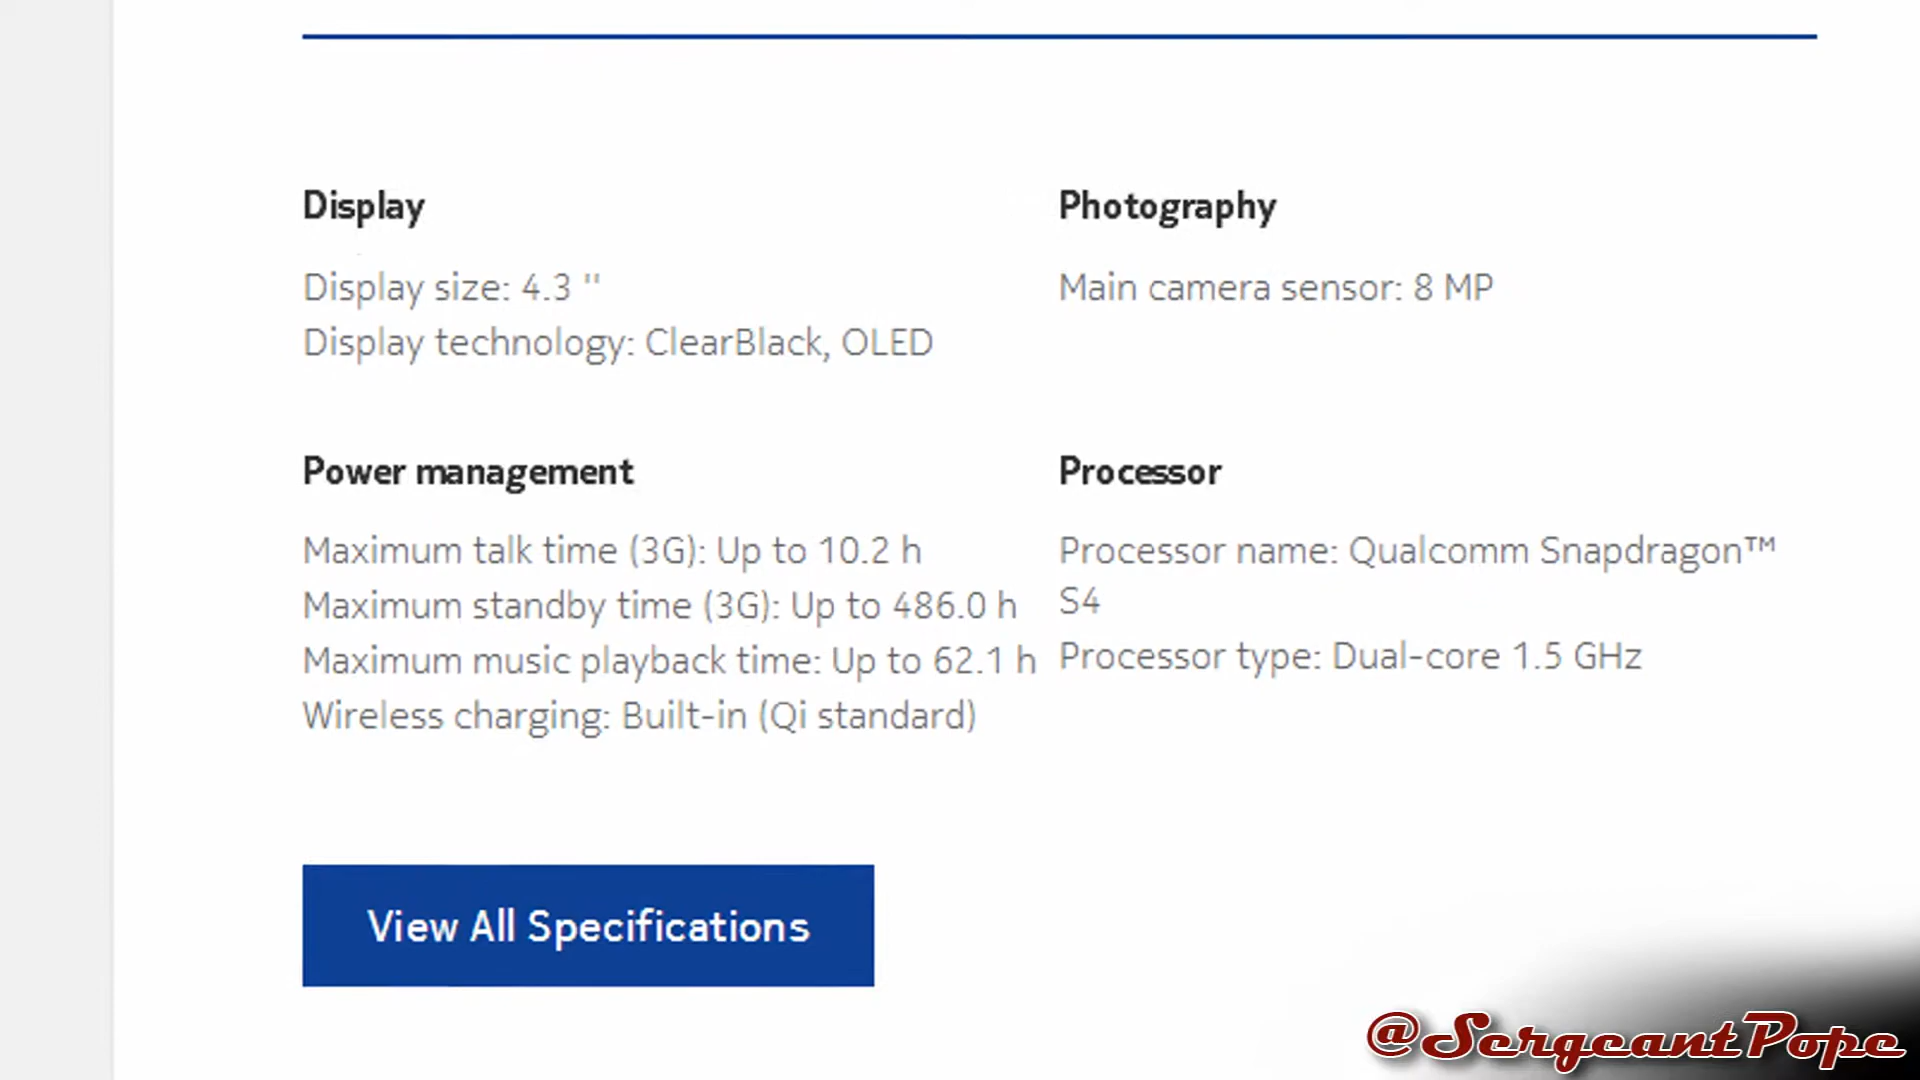 Display
Display size: 4.3 "
Display technology: ClearBlack, OLED
Photography
Main camera sensor: 8 MP
Power management
Maximum talk time (3G): Up to 10.2 h
Maximum standby time (3G): Up to 486.0 h
Maximum music playback time: Up to 62.1 h
Wireless charging: Built-in (Qi standard)
Processor
Processor name: Qualcomm Snapdragon™
S4
Processor type: Dual-core 1.5 GHz
View All Specifications
@SergeantPope